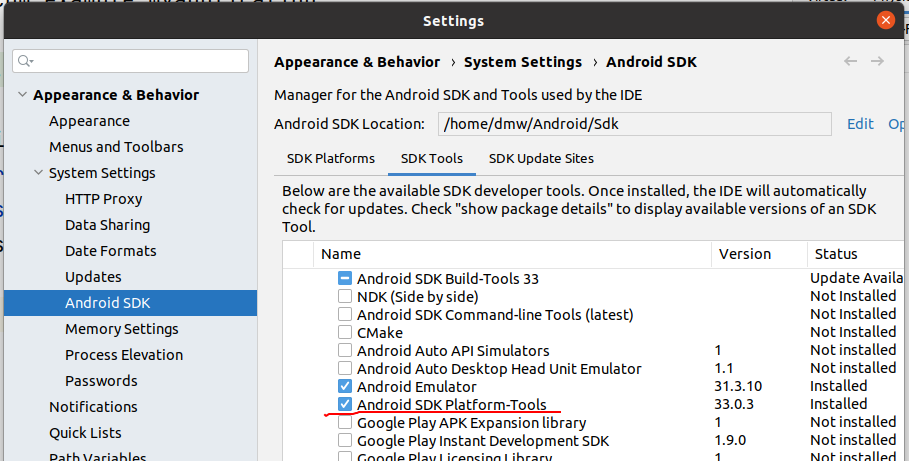 Settings
Appearance & Behavior › System Settings › Android SDK
Appearance & Behavior
Appearance
Menus and Toolbars
System Settings
HTTP Proxy
Data Sharing
Date Formats
Updates
Android SDK
Memory Settings
Process Elevation
Passwords
Notifications
Quick Lists
Path Variables
Manager for the Android SDK and Tools used by the IDE
Android SDK Location: /home/dmw/Android/Sdk Edit Op
SDK Platforms SDK Tools SDK Update Sites
Below are the available SDK developer tools. Once installed, the IDE will automatically
check for updates. Check "show package details" to display available versions of an SDK
Tool.
Name Version Status
Android SDK Build-Tools 33 Update Availa
NDK (Side by side) Not Installed
Android SDK Command-line Tools (latest) Not Installed
CMake Not Installed
Android Auto API Simulators 1 Not installed
Android Auto Desktop Head Unit Emulator 1.1 Not installed
Android Emulator 31.3.10 Installed
Android SDK Platform-Tools 33.0.3 Installed
Google Play APK Expansion library 1 Not installed
Google Play Instant Development SDK 1.9.0 Not installed
Google Play Licensing Library 1 Not installed